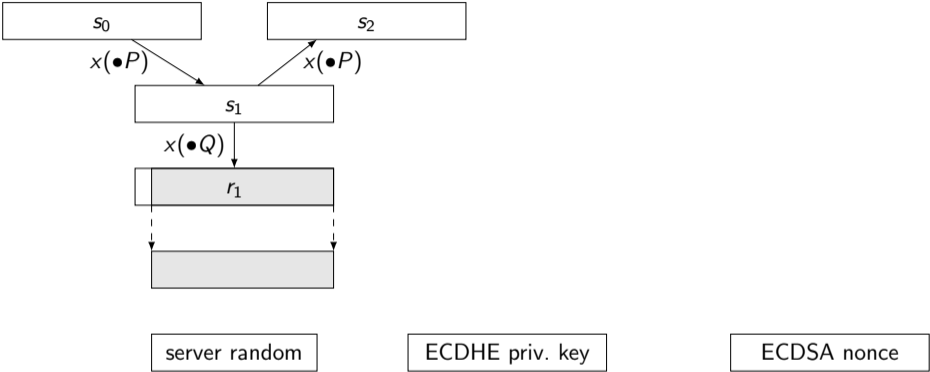 s₀
s₂
x(•P)
x(•P)
s₁
x(•Q)
r₁
server random
ECDHE priv. key
ECDSA nonce